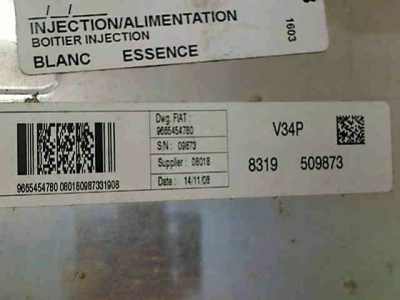 INJECTION/ALIMENTATION
BOITIER INJECTION
BLANC ESSENCE
1603
Dwg. FIAT :
9665454780
S/N : 09873
Supplier : 08018
Date : 14/11/08
V34P
8319 509873
9665454780 080180987331908